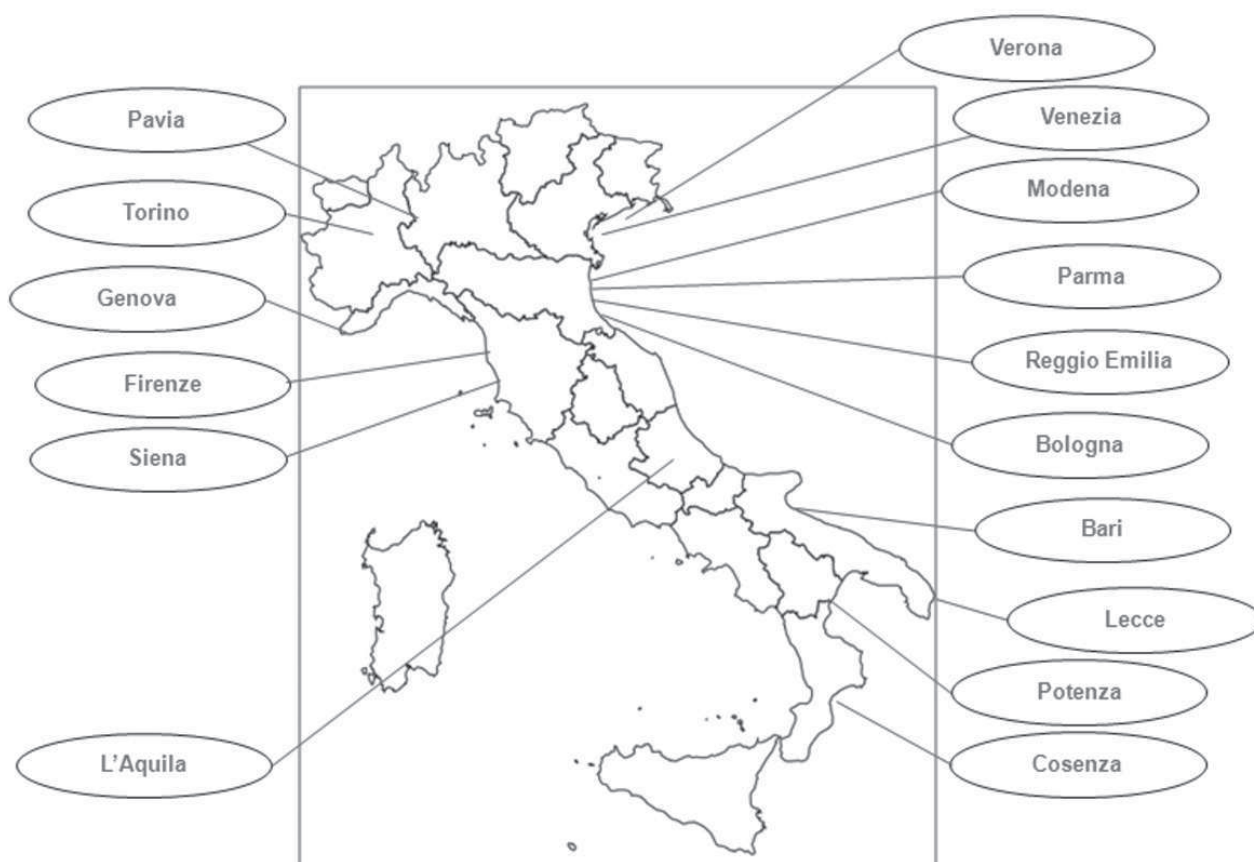 Verona
Pavia
Venezia
Torino
Modena
Genova
Parma
Firenze
Reggio Emilia
Siena
Bologna
Bari
Lecce
Potenza
L'Aquila
Cosenza